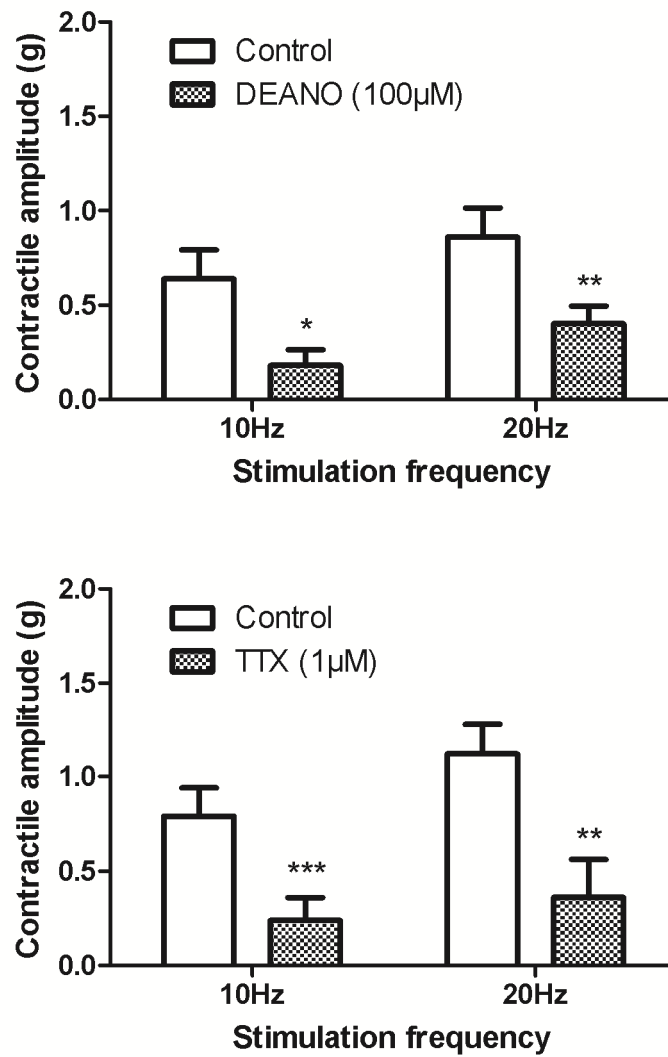 2.0
Control
DEANO (100µM)
1.5
1.0
0.5
0.0
Contractile amplitude (g)
*
**
10Hz
20Hz
Stimulation frequency
2.0
Control
TTX (1µM)
1.5
1.0
0.5
0.0
Contractile amplitude (g)
***
**
10Hz
20Hz
Stimulation frequency